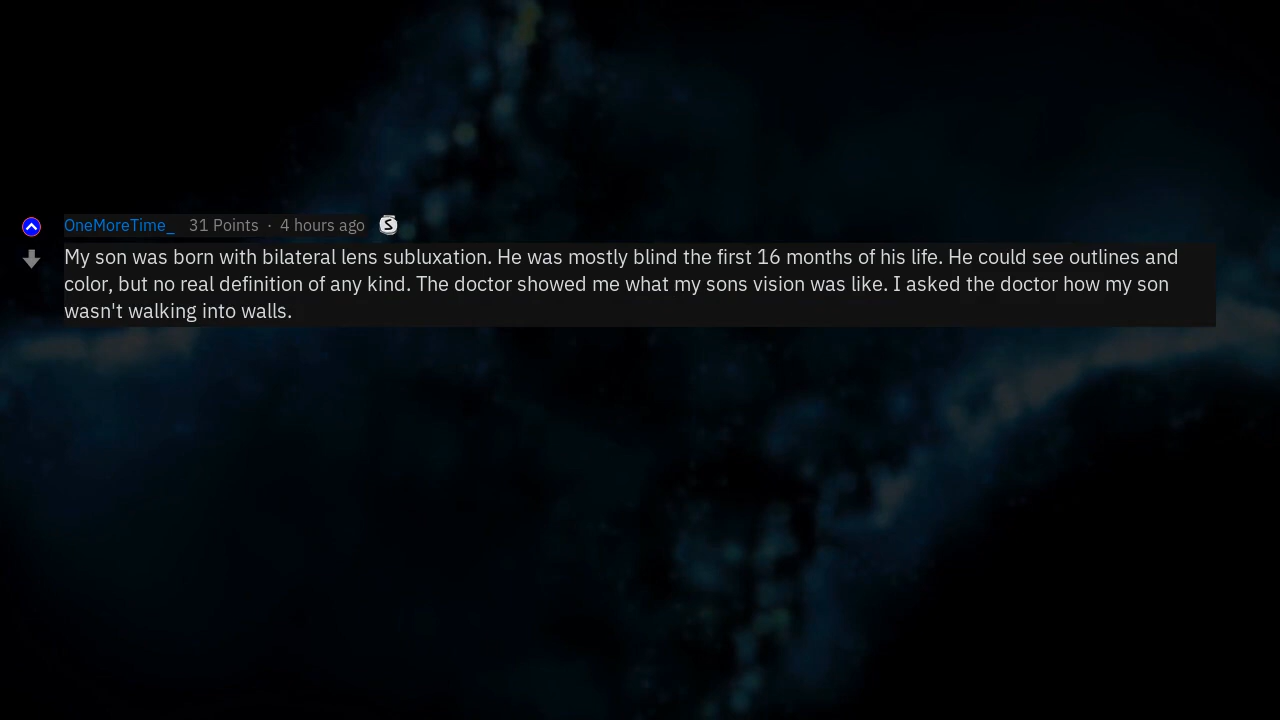 OneMoreTime_ 31 Points · 4 hours ago S
My son was born with bilateral lens subluxation. He was mostly blind the first 16 months of his life. He could see outlines and
color, but no real definition of any kind. The doctor showed me what my sons vision was like. I asked the doctor how my son
wasn't walking into walls.